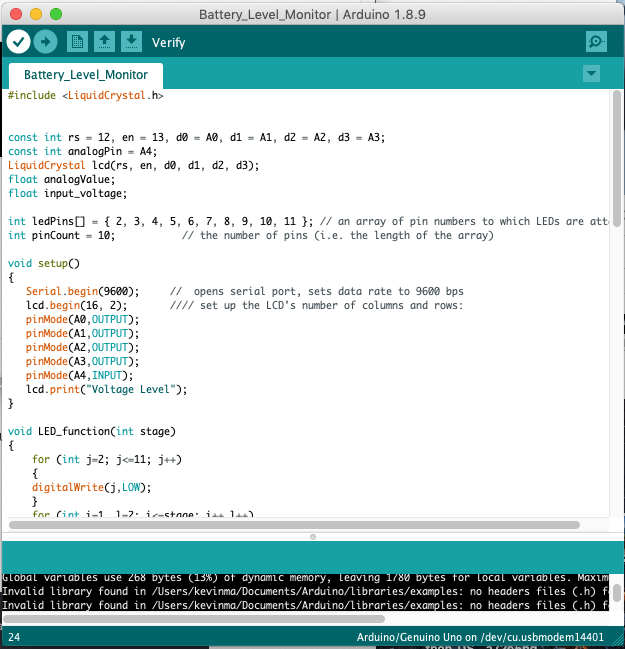 Battery_Level_Monitor | Arduino 1.8.9
Verify
Battery_Level_Monitor
#include <LiquidCrystal.h>
const int rs = 12, en = 13, d0 = A0, d1 = A1, d2 = A2, d3 = A3;
const int analogPin = A4;
LiquidCrystal lcd(rs, en, d0, d1, d2, d3);
float analogValue;
float input_voltage;
int ledPins[] = { 2, 3, 4, 5, 6, 7, 8, 9, 10, 11 }; // an array of pin numbers to which LEDs are atta
int pinCount = 10; // the number of pins (i.e. the length of the array)
void setup()
{
Serial.begin(9600); // opens serial port, sets data rate to 9600 bps
lcd.begin(16, 2); //// set up the LCD's number of columns and rows:
pinMode(A0,OUTPUT);
pinMode(A1,OUTPUT);
pinMode(A2,OUTPUT);
pinMode(A3,OUTPUT);
pinMode(A4,INPUT);
lcd.print("Voltage Level");
}
void LED_function(int stage)
{
for (int j=2; j<=11; j++)
{
digitalWrite(j,LOW);
}
for (int i=1, l=2; i<=stage; i++,l++)
Global variables use 268 bytes (13%) of dynamic memory, leaving 1780 bytes for local variables. Maxim
Invalid library found in /Users/kevinma/Documents/Arduino/libraries/examples: no headers files (.h) f
Invalid library found in /Users/kevinma/Documents/Arduino/libraries/examples: no headers files (.h) f
24
Arduino/Genuino Uno on /dev/cu.usbmodem14401